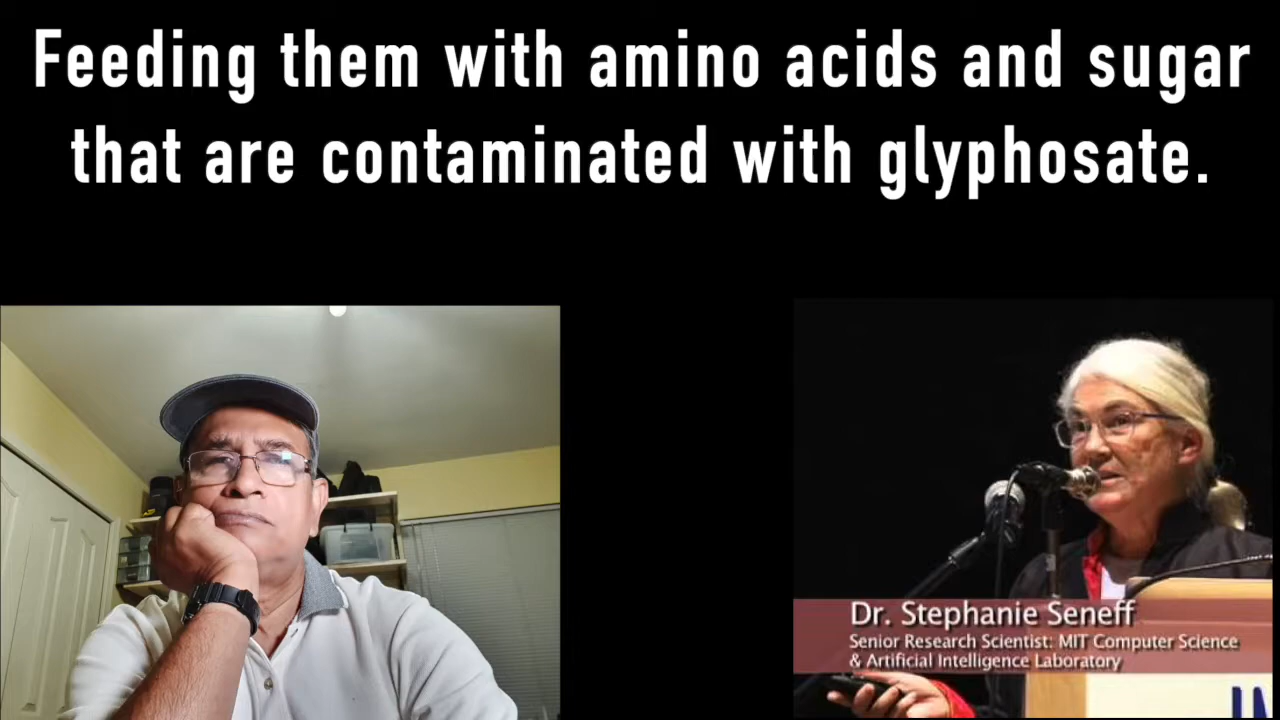 Feeding them with amino acids and sugar
that are contaminated with glyphosate.
Dr. Stephanie Seneff
Senior Research Scientist: MIT Computer Science
& Artificial Intelligence Laboratory